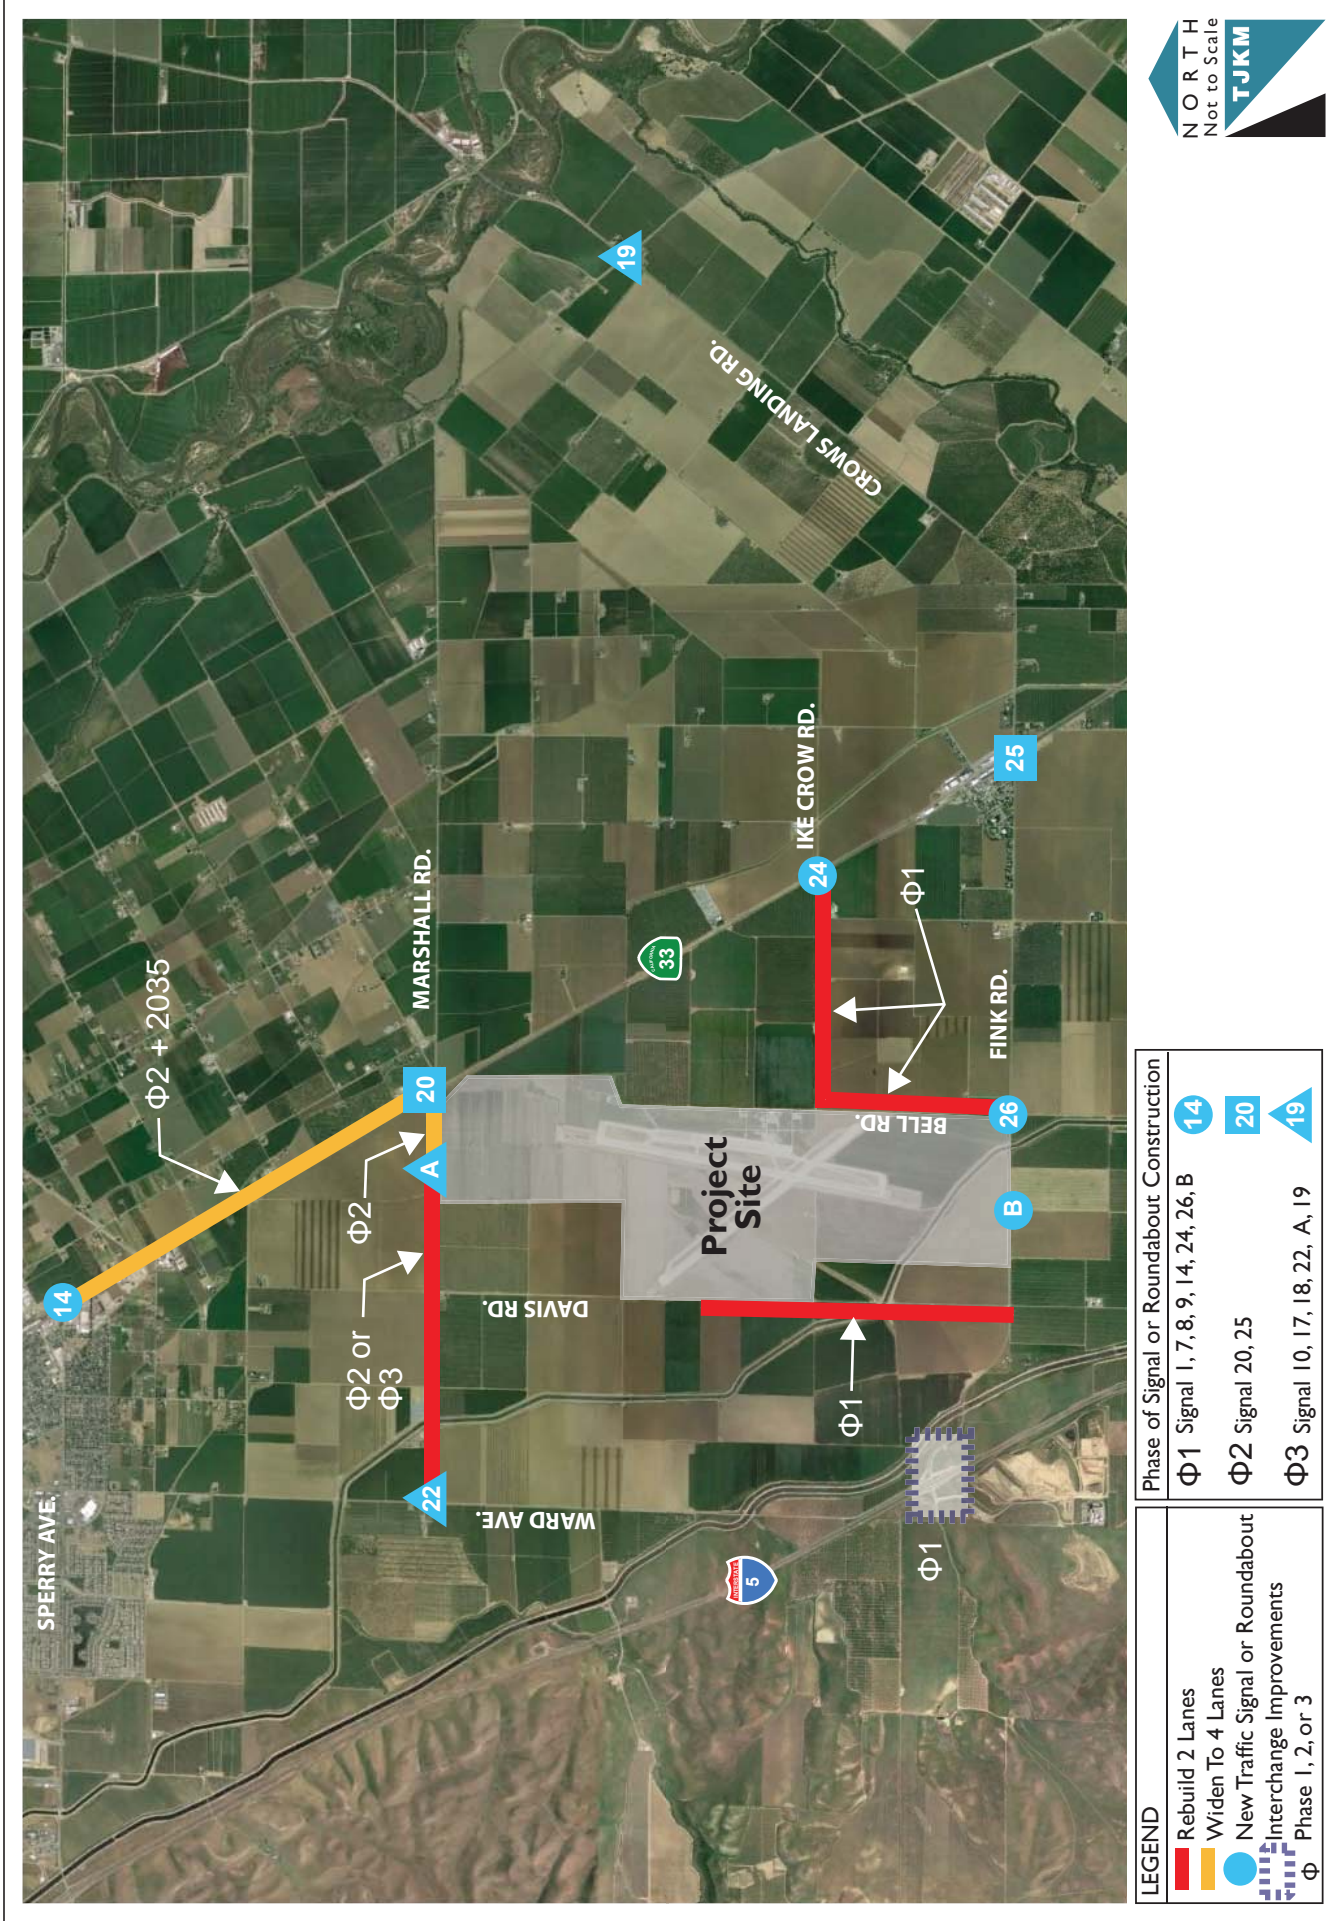 SPERRY AVE.
14
Φ2 + 2035
22
WARD AVE.
Φ2 or
Φ3
Φ2
A
20
MARSHALL RD.
DAVIS RD.
INTERSTATE
5
Φ1
Φ1
Project
Site
B
BELL RD.
26
FINK RD.
Φ1
CALIFORNIA
33
24
IKE CROW RD.
25
CROWS LANDING RD.
19
LEGEND
Rebuild 2 Lanes
Widen To 4 Lanes
New Traffic Signal or Roundabout
Interchange Improvements
Φ Phase 1, 2, or 3
Phase of Signal or Roundabout Construction
Φ1 Signal 1, 7, 8, 9, 14, 24, 26, B 14
Φ2 Signal 20, 25 20
Φ3 Signal 10, 17, 18, 22, A, 19 19
NORTH
Not to Scale
TJKM